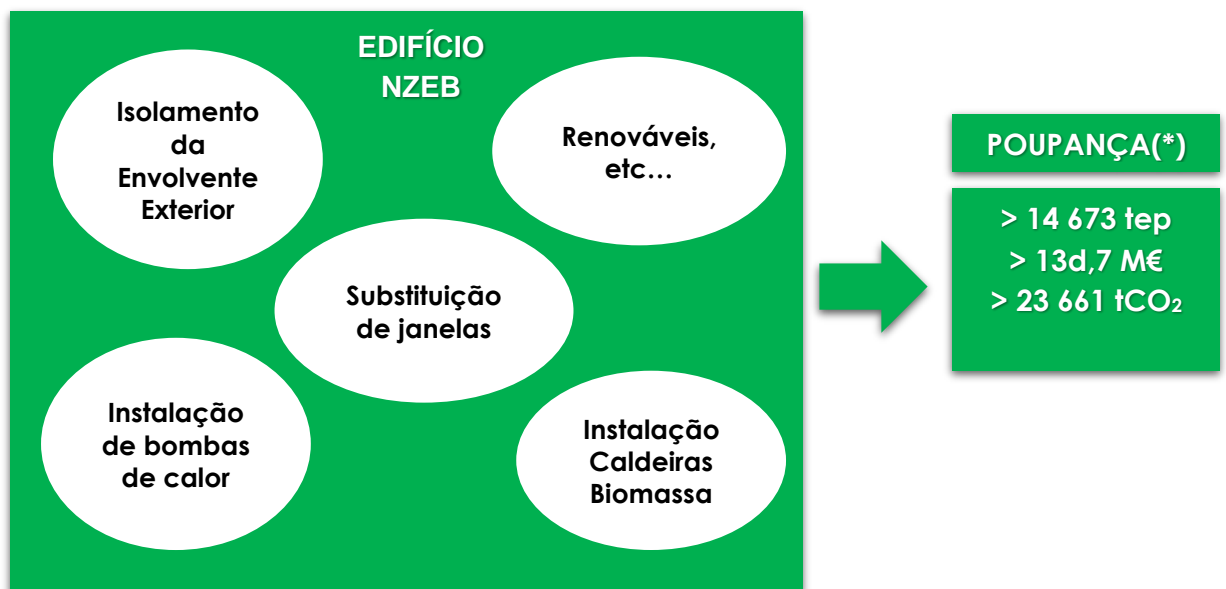 EDIFÍCIO
NZEB
Isolamento
da
Envolvente
Exterior
Renováveis,
etc...
Substituição
de janelas
Instalação
de bombas
de calor
Instalação
Caldeiras
Biomassa
POUPANÇA(*)
> 14 673 tep
> 13d,7 M€
> 23 661 tCO₂